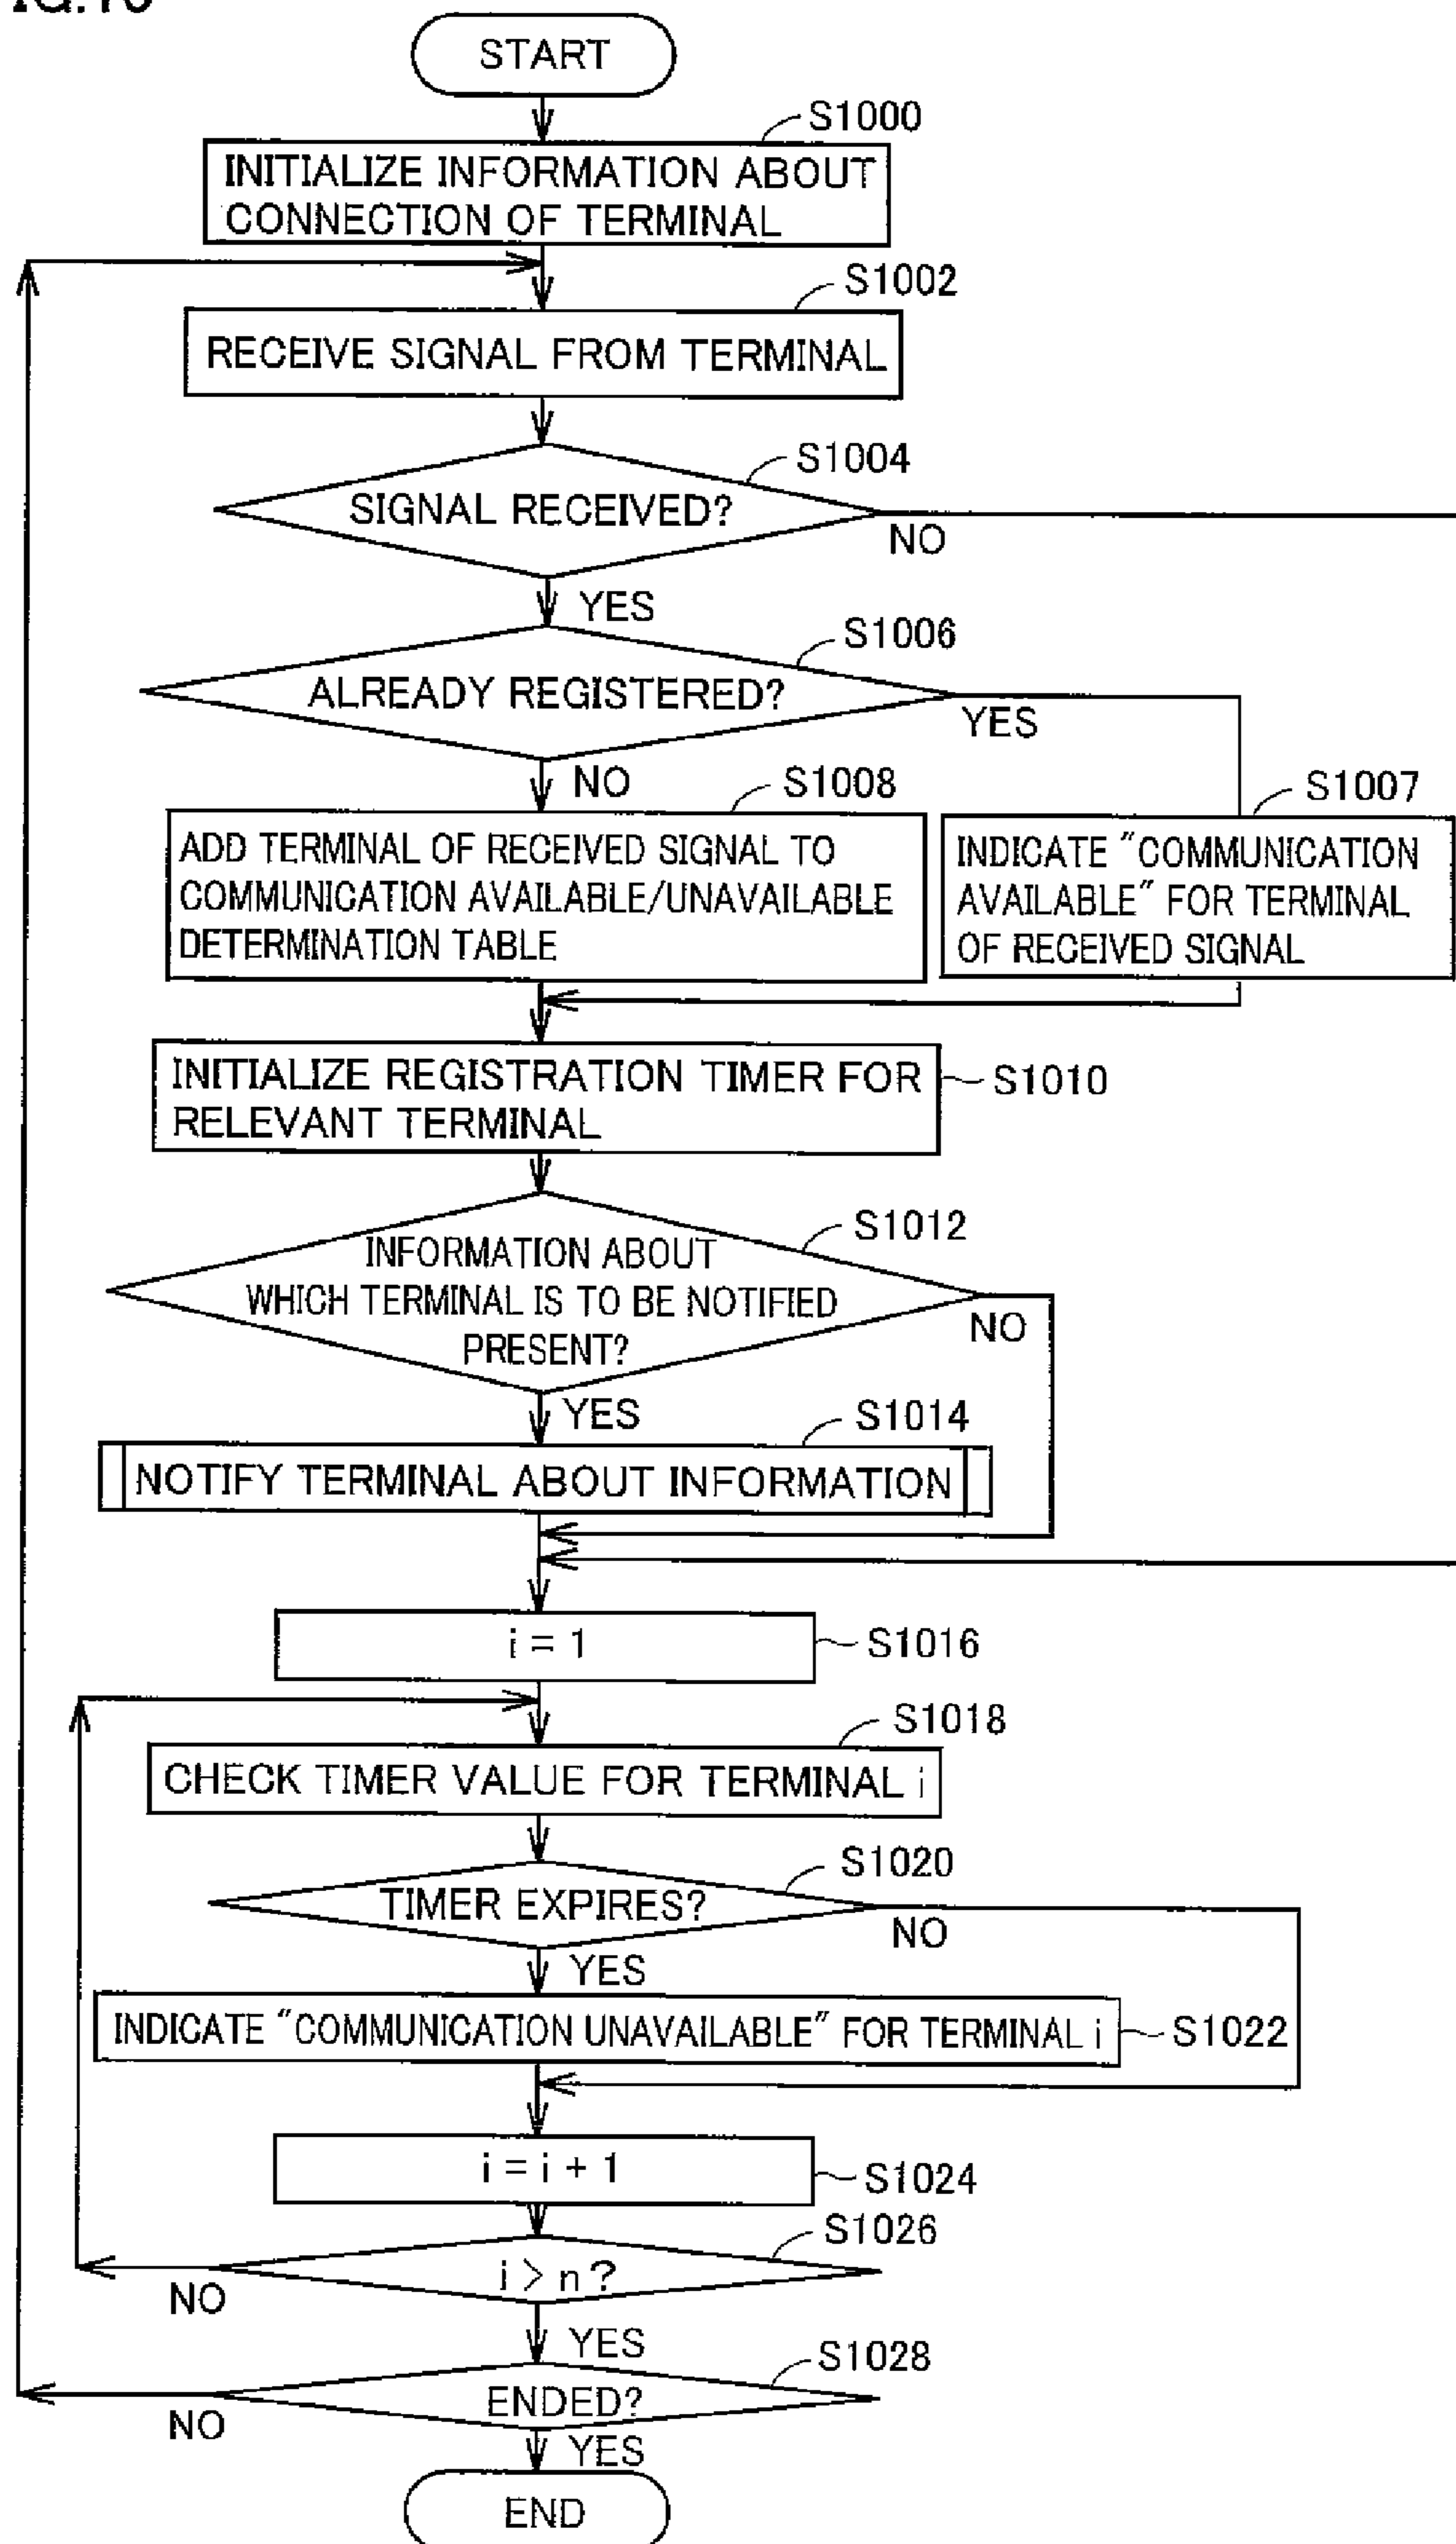 START
S1000
INITIALIZE INFORMATION ABOUT
CONNECTION OF TERMINAL
S1002
RECEIVE SIGNAL FROM TERMINAL
S1004
SIGNAL RECEIVED?
NO
YES
S1006
ALREADY REGISTERED?
YES
NO
S1008
ADD TERMINAL OF RECEIVED SIGNAL TO
COMMUNICATION AVAILABLE/UNAVAILABLE
DETERMINATION TABLE
S1007
INDICATE "COMMUNICATION
AVAILABLE" FOR TERMINAL
OF RECEIVED SIGNAL
INITIALIZE REGISTRATION TIMER FOR
RELEVANT TERMINAL
S1010
S1012
INFORMATION ABOUT
WHICH TERMINAL IS TO BE NOTIFIED
PRESENT?
NO
YES
S1014
NOTIFY TERMINAL ABOUT INFORMATION
i = 1
S1016
S1018
CHECK TIMER VALUE FOR TERMINAL i
S1020
TIMER EXPIRES?
NO
YES
INDICATE "COMMUNICATION UNAVAILABLE" FOR TERMINAL i
S1022
i = i + 1
S1024
S1026
i > n ?
NO
YES
S1028
ENDED?
NO
YES
END